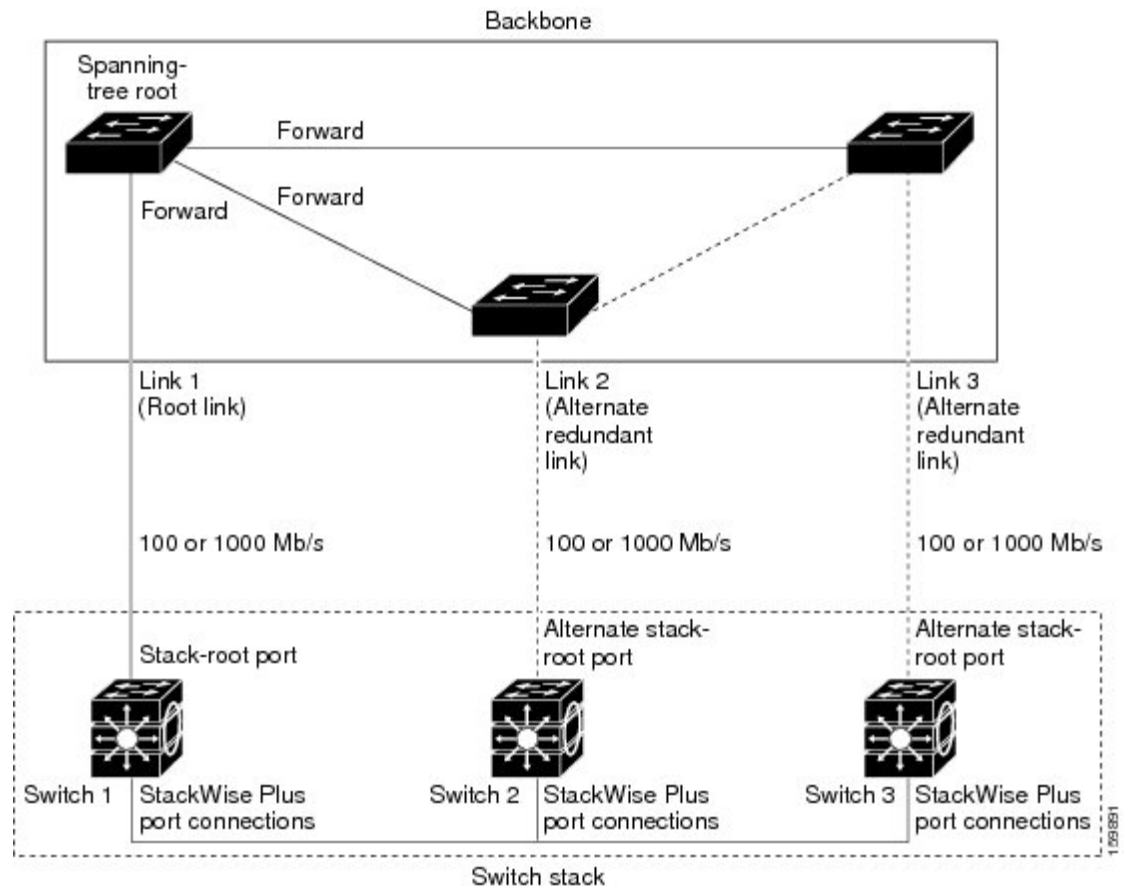 Backbone
Spanning-
tree root
Forward
Forward
Forward
Link 1
(Root link)
Link 2
(Alternate
redundant
link)
Link 3
(Alternate
redundant
link)
100 or 1000 Mb/s
100 or 1000 Mb/s
100 or 1000 Mb/s
Stack-root port
Alternate stack-
root port
Alternate stack-
root port
Switch 1
StackWise Plus
port connections
Switch 2
StackWise Plus
port connections
Switch 3
StackWise Plus
port connections
159891
Switch stack